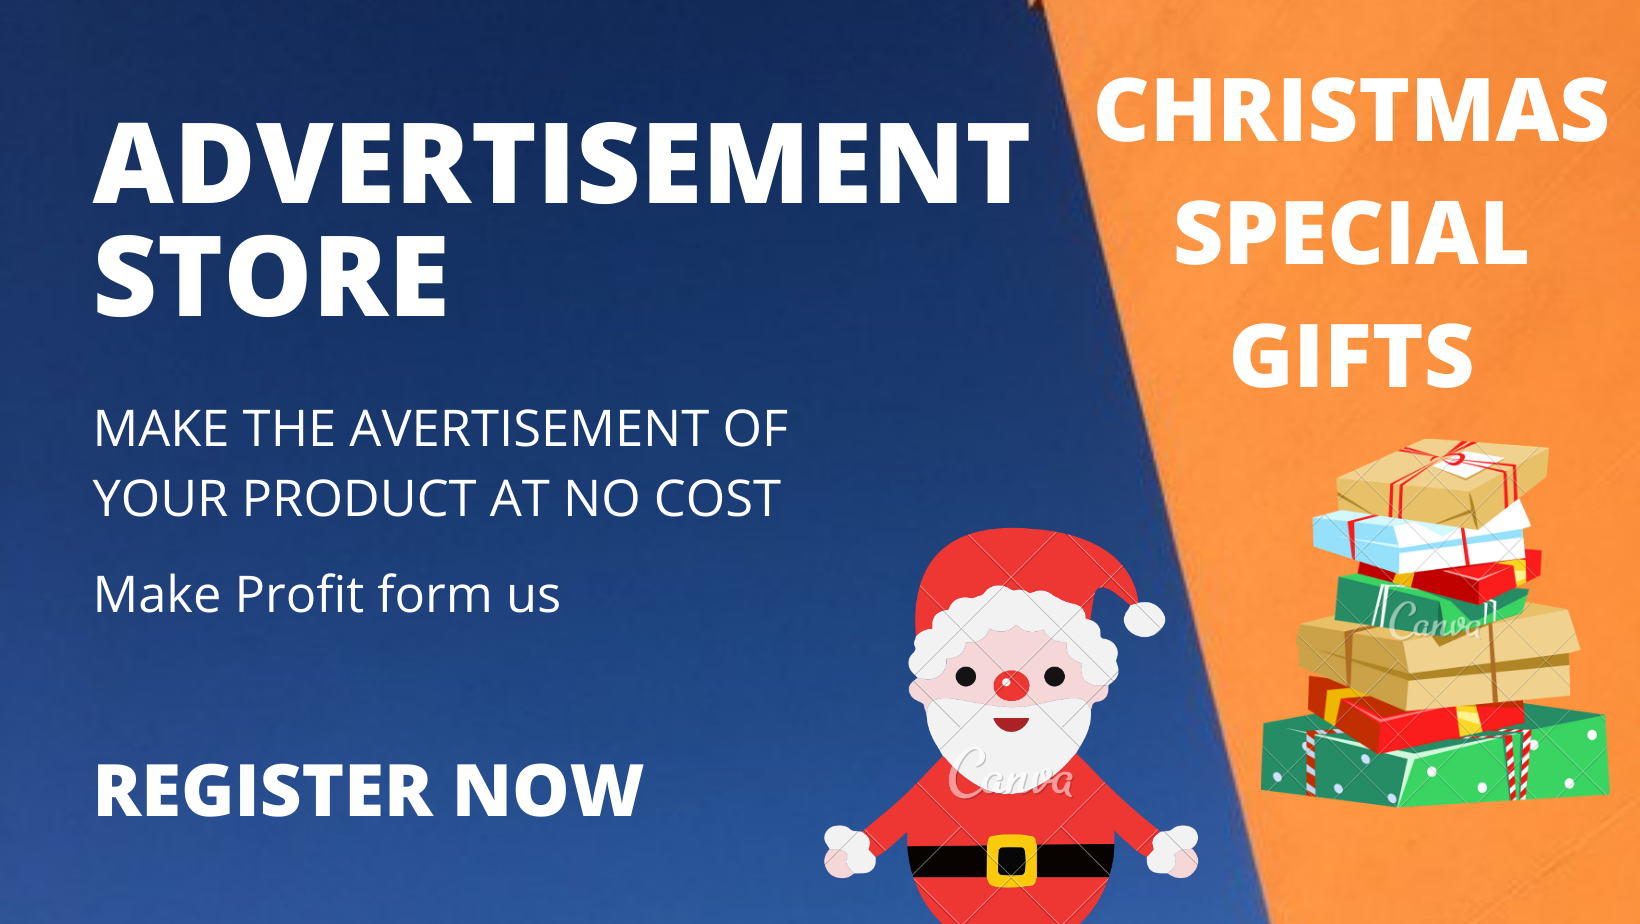 ADVERTISEMENT
STORE
MAKE THE AVERTISEMENT OF
YOUR PRODUCT AT NO COST
Make Profit form us
REGISTER NOW
CHRISTMAS
SPECIAL
GIFTS
Canva
Canva